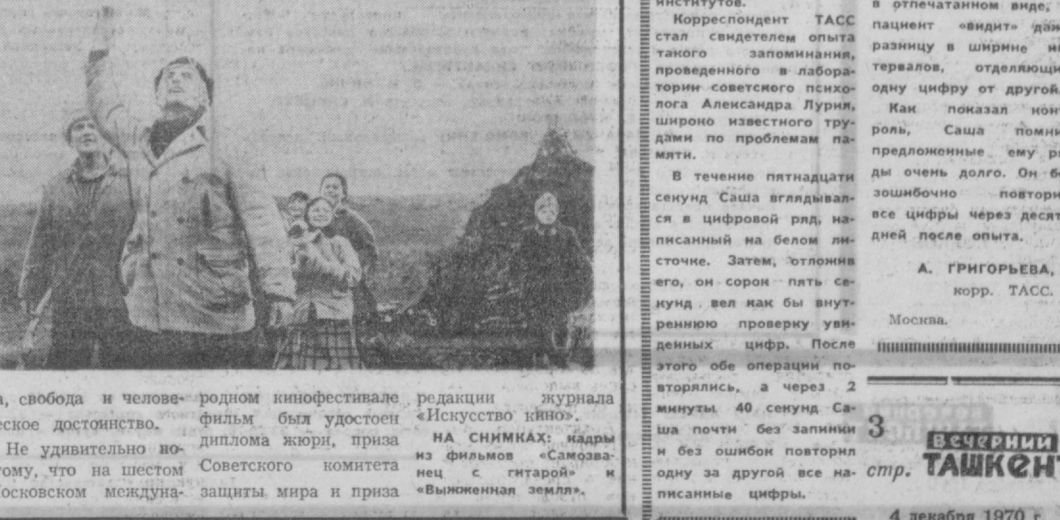 а, свобода и челове-
еское достоинство.
Не удивительно по-
тому, что на шестом
Московском междуна-
родном кинофестивале
фильм был удостоен
диплома жюри, приза
Советского комитета
защиты мира и приза
редакции журнала
«Искусство кино».
НА СНИМКАХ: кадры
из фильмов «Самозва-
нец с гитарой» и
«Выжженная земля».
институтов.
Корреспондент ТАСС
стал свидетелем опыта
такого запоминания,
проведенного в лабора-
тории советского психо-
лога Александра Лурия,
широко известного тру-
дами по проблемам па-
мяти.
В течение пятнадцати
секунд Саша вглядывал-
ся в цифровой ряд, на-
писанный на белом ли-
сточке. Затем, отложив
его, он сорок пять се-
кунд вел как бы внут-
реннюю проверку уви-
денных цифр. После
этого обе операции по-
вторялись, а через 2
минуты 40 секунд Са-
ша почти без запинки
и без ошибок повторил
одну за другой все на-
писанные цифры.
в отпечатанном виде,
пациент «видит» даж
разницу в ширине ин
тервалов, отделяющи
одну цифру от другой.
Как показал кон
роль, Саша помни
предложенные ему р
ды очень долго. Он бе
зошибочно повтори
все цифры через десят
дней после опыта.
А. ГРИГОРЬЕВА,
корр. ТАСС.
Москва.
3
стр.
ВЕЧЕРНИЙ
ТАШКЕНТ
4 декабря 1970 г.